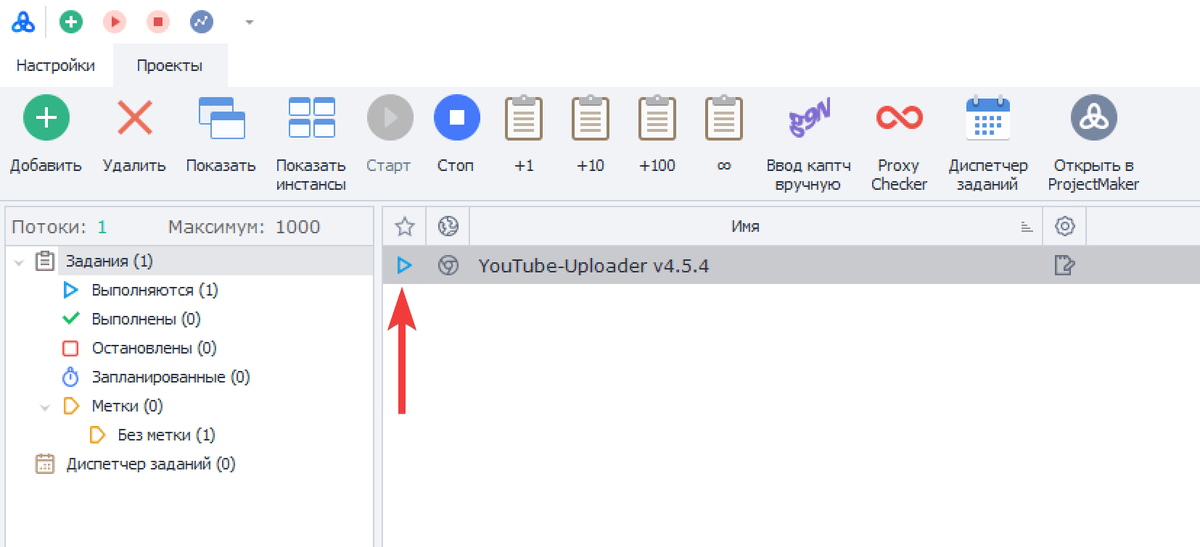 Настройки Проекты
Добавить Удалить Показать Показать инстансы Старт Стоп +1 +10 +100 ∞ Ввод каптч вручную Proxy Checker Диспетчер заданий Открыть в ProjectMaker
Потоки: 1 Максимум: 1000
Имя
Задания (1)
YouTube-Uploader v4.5.4
Выполняются (1)
Выполнены (0)
Остановлены (0)
Запланированные (0)
Метки (0)
Без метки (1)
Диспетчер заданий (0)